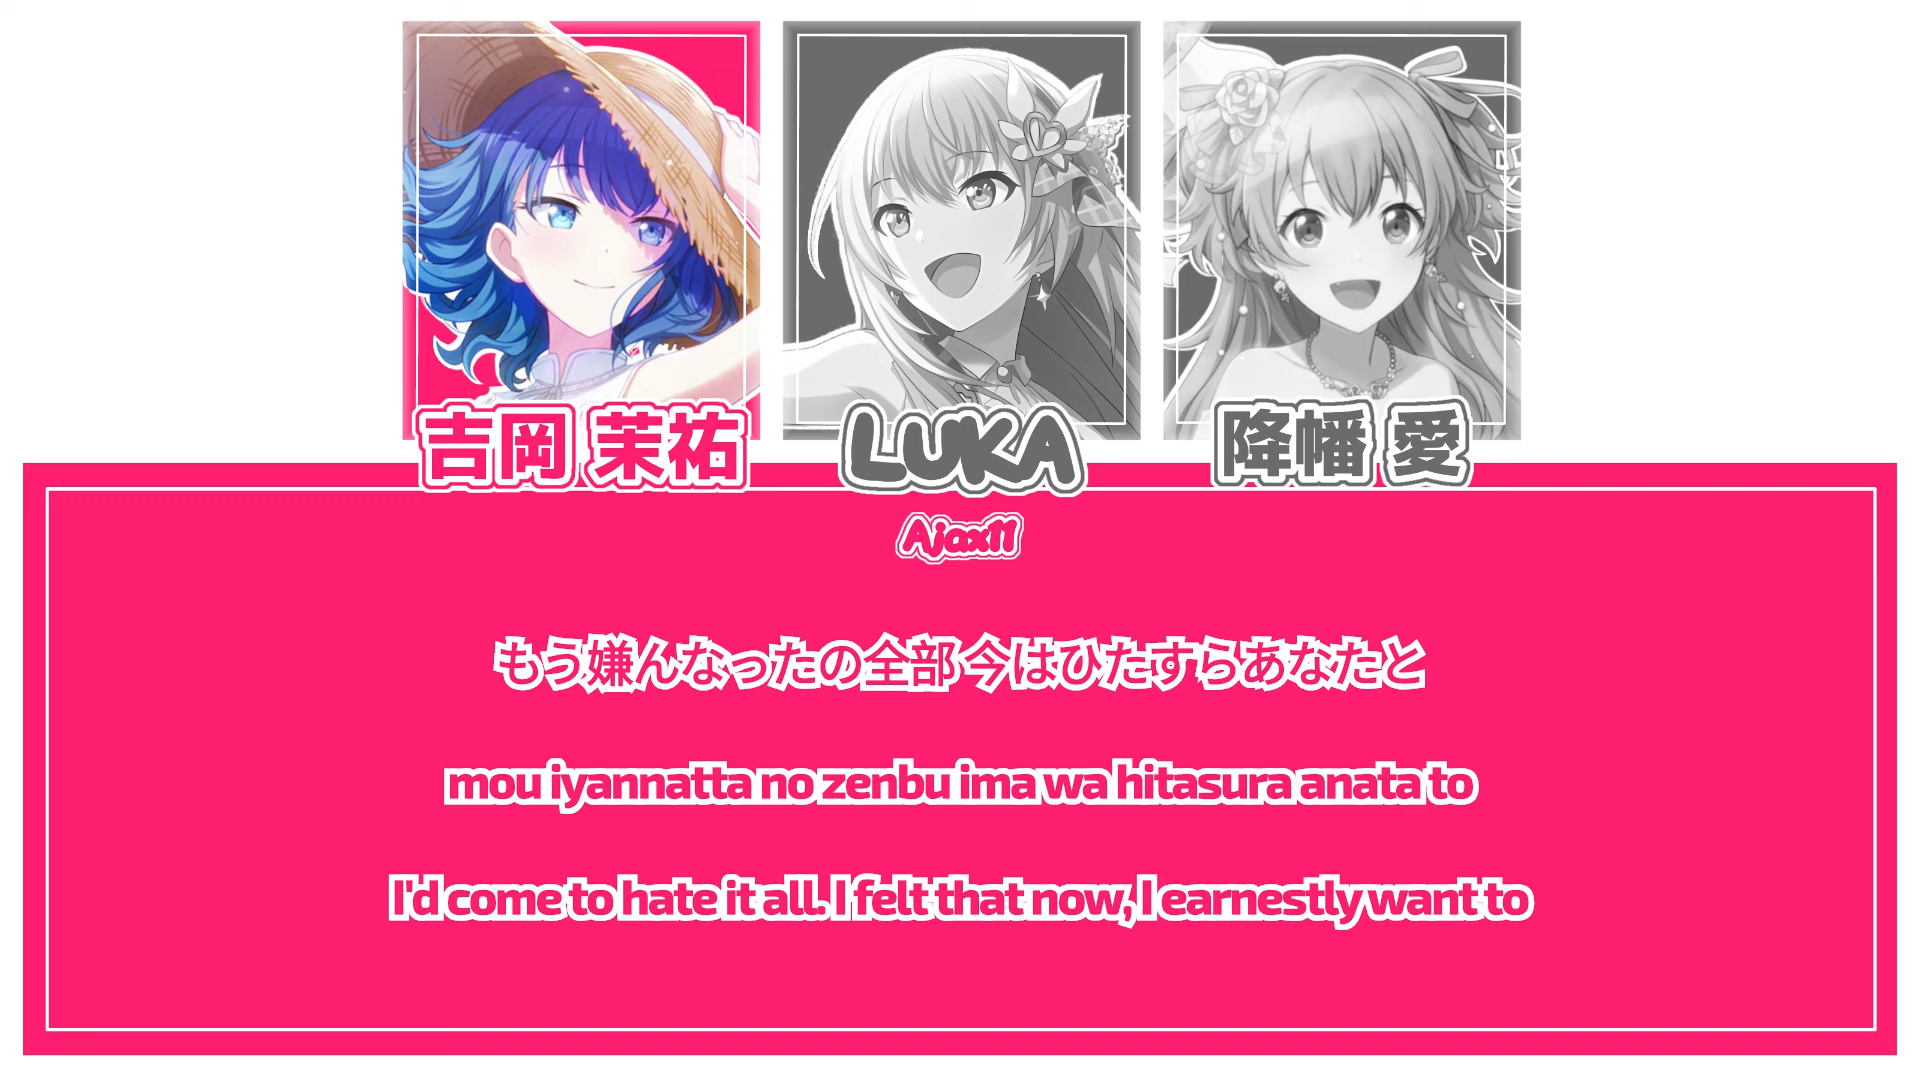 吉岡 茉祐
LUKA
降幡 愛
Ajax11
もう嫌んなったの全部 今はひたすらあなたと
mou iyannatta no zenbu ima wa hitasura anata to
I'd come to hate it all. I felt that now, I earnestly want to